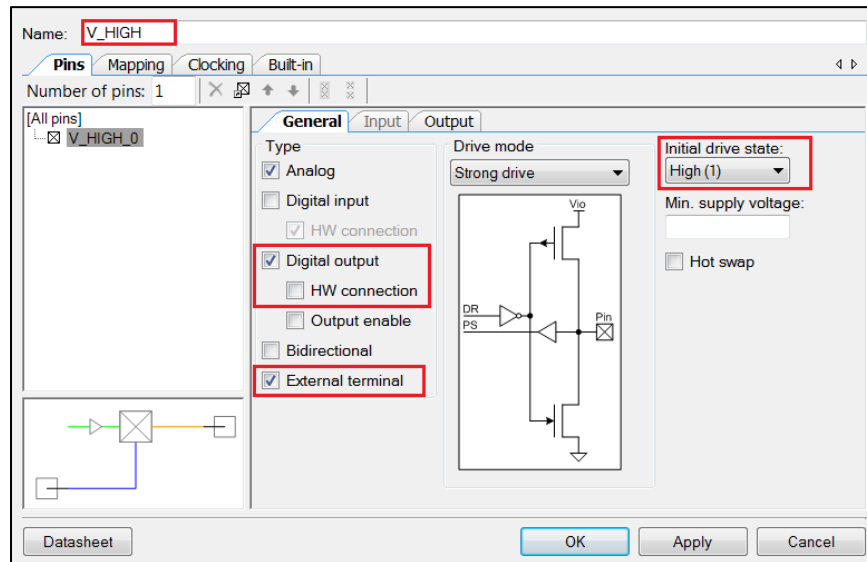 Name: V_HIGH
Pins Mapping Clocking Built-in
Number of pins: 1
[All pins]
V_HIGH_0
General Input Output
Type
Analog
Digital input
HW connection
Digital output
HW connection
Output enable
Bidirectional
External terminal
Drive mode
Strong drive
Vio
DR
PS
Pin
Initial drive state:
High (1)
Min. supply voltage:
Hot swap
Datasheet OK Apply Cancel